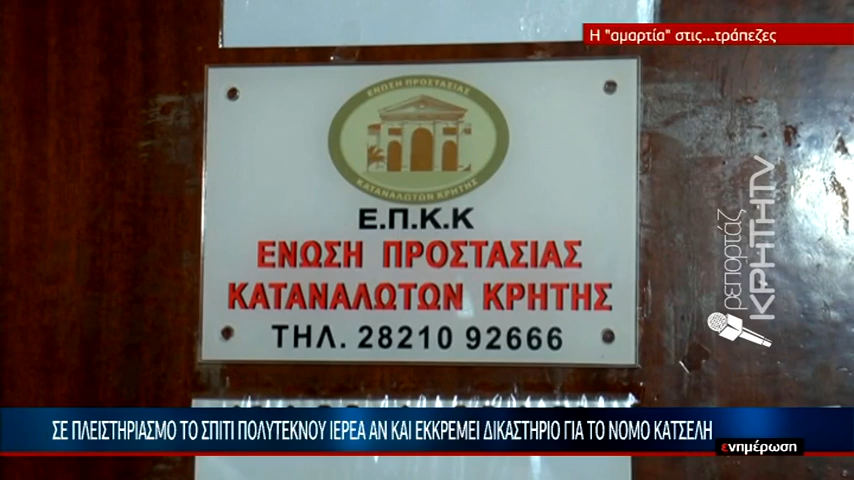 Η "αμαρτία" στις...τράπεζες
ΕΝΩΣΗ ΠΡΟΣΤΑΣΙΑΣ
ΚΑΤΑΝΑΛΩΤΩΝ ΚΡΗΤΗΣ
Ε.Π.Κ.Κ
ΕΝΩΣΗ ΠΡΟΣΤΑΣΙΑΣ
ΚΑΤΑΝΑΛΩΤΩΝ ΚΡΗΤΗΣ
ΤΗΛ. 28210 92666
ρεπορτάζ
ΚΡΗΤΗTV
ΣΕ ΠΛΕΙΣΤΗΡΙΑΣΜΟ ΤΟ ΣΠΙΤΙ ΠΟΛΥΤΕΚΝΟΥ ΙΕΡΕΑ ΑΝ ΚΑΙ ΕΚΚΡΕΜΕΙ ΔΙΚΑΣΤΗΡΙΟ ΓΙΑ ΤΟ ΝΟΜΟ ΚΑΤΣΕΛΗ
ενημέρωση